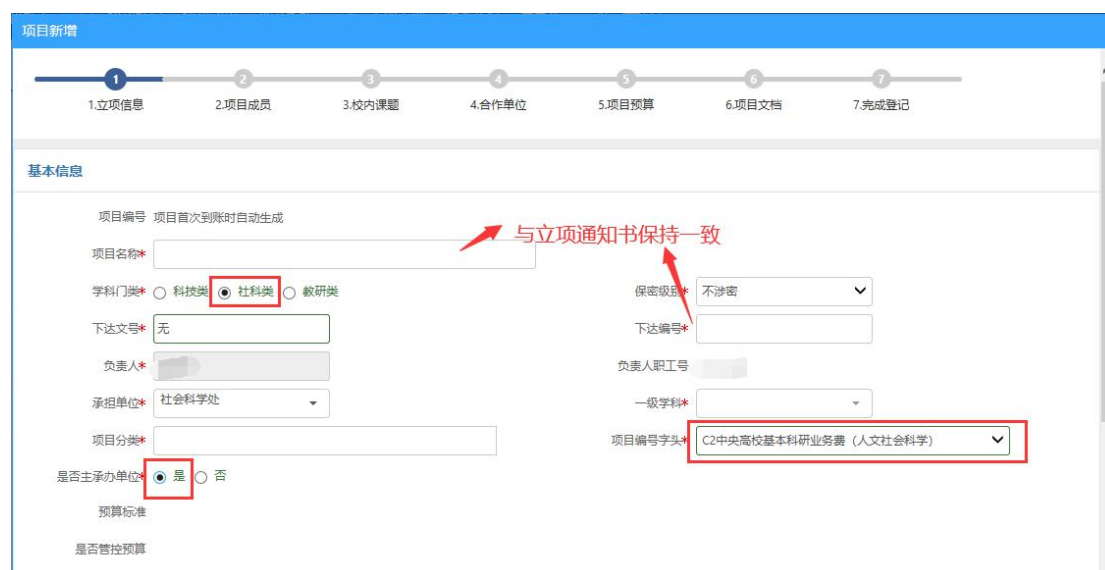 项目新增
1 2 3 4 5 6 7
1.立项信息 2.项目成员 3.校内课题 4.合作单位 5.项目预算 6.项目文档 7.完成登记
基本信息
项目编号 项目首次到账时自动生成
与立项通知书保持一致
项目名称*
学科门类* 科技类 社科类 教研类 保密级别* 不涉密
下达文号* 无 下达编号*
负责人* 负责人职工号
承担单位* 社会科学处 一级学科*
项目分类* 项目编号字头* C2中央高校基本科研业务费（人文社会科学）
是否主承办单位* 是 否
预算标准
是否管控预算